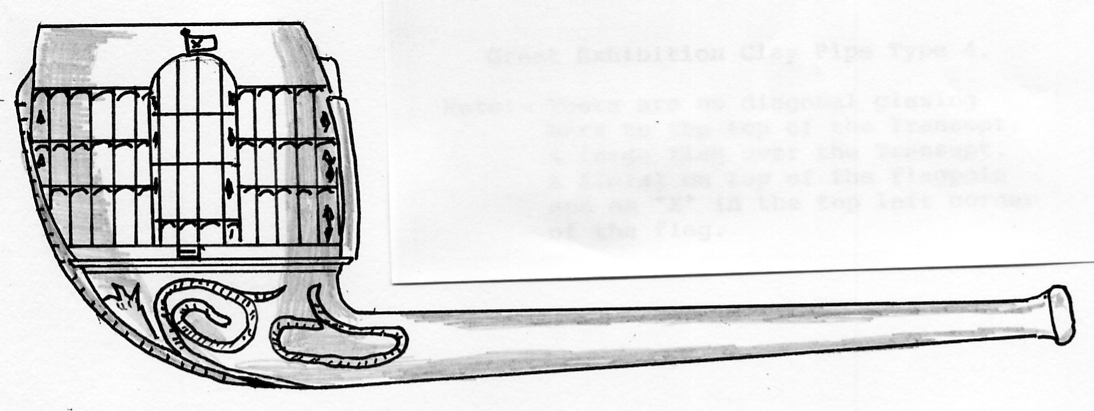 Great Exhibition Clay Pipe Type 4.
Note:- There are no diagonal glazing
bars to the top of the Transept.
A large flag over the Transept.
A finial on top of the flagpole
and an "X" in the top left corner
of the flag.